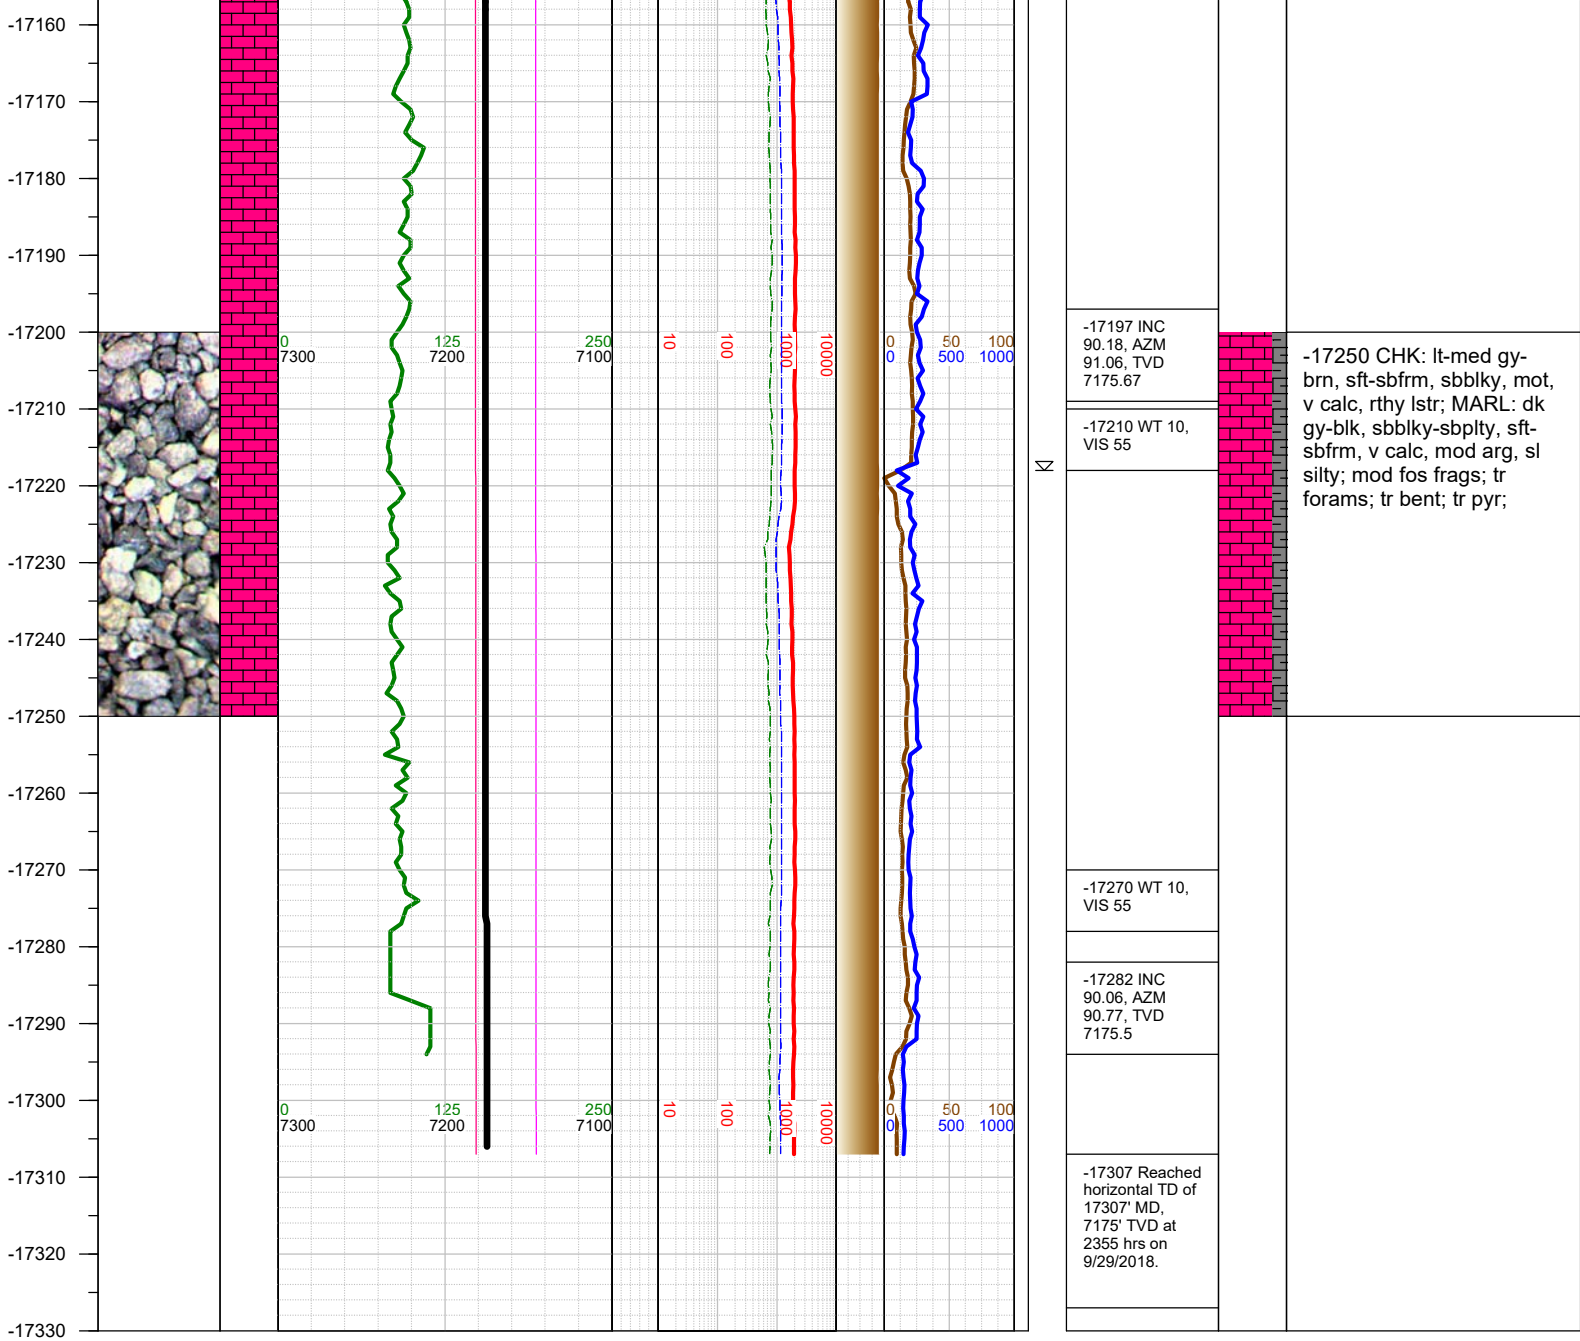 -17160
-17170
-17180
-17190
-17200
-17210
-17220
-17230
-17240
-17250
-17260
-17270
-17280
-17290
-17300
-17310
-17320
-17330
0 125 250
7300 7200 7100
10 100 1000 10000
0 50 100
0 500 1000
0 125 250
7300 7200 7100
10 100 1000 10000
0 50 100
0 500 1000
-17197 INC
90.18, AZM
91.06, TVD
7175.67
-17210 WT 10,
VIS 55
-17270 WT 10,
VIS 55
-17282 INC
90.06, AZM
90.77, TVD
7175.5
-17307 Reached
horizontal TD of
17307' MD,
7175' TVD at
2355 hrs on
9/29/2018.
-17250 CHK: lt-med gy-
brn, sft-sbfrm, sbblky, mot,
v calc, rthy lstr; MARL: dk
gy-blk, sbblky-sbplty, sft-
sbfrm, v calc, mod arg, sl
silty; mod fos frags; tr
forams; tr bent; tr pyr;